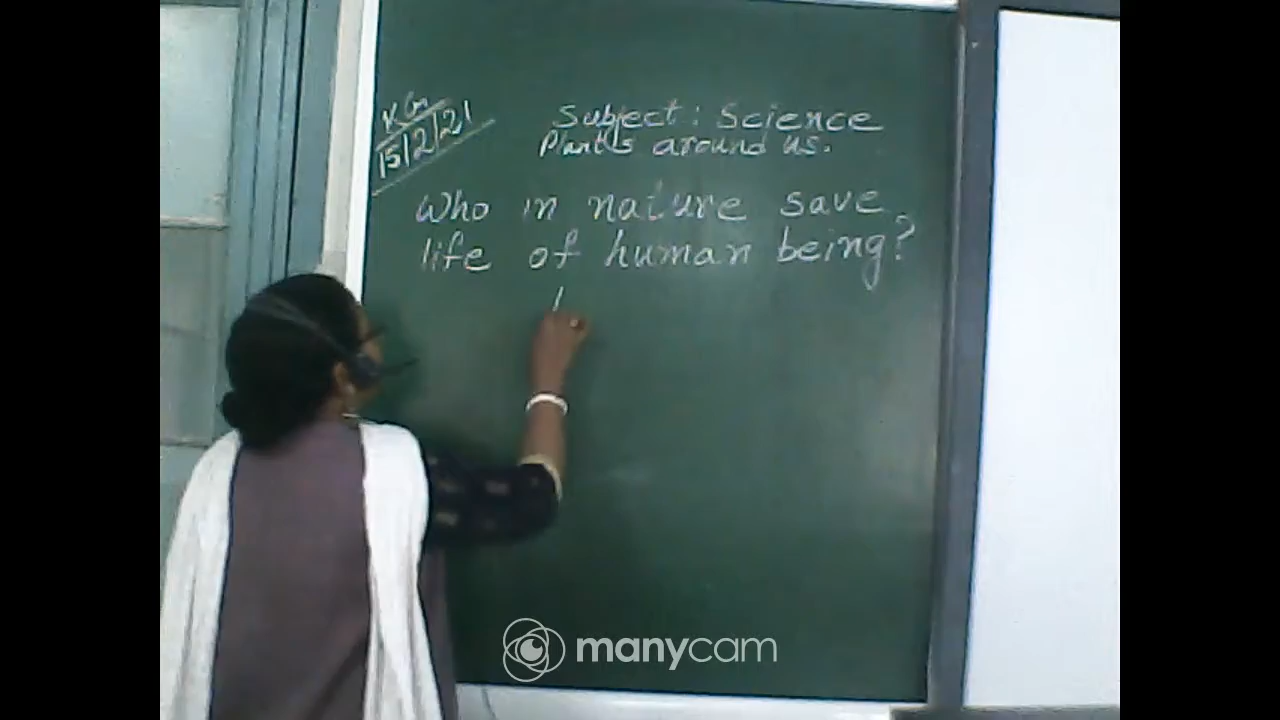 K.G.
15/2/21
Subject: Science
Plants around us.
Who in nature save
life of human being?
manycam